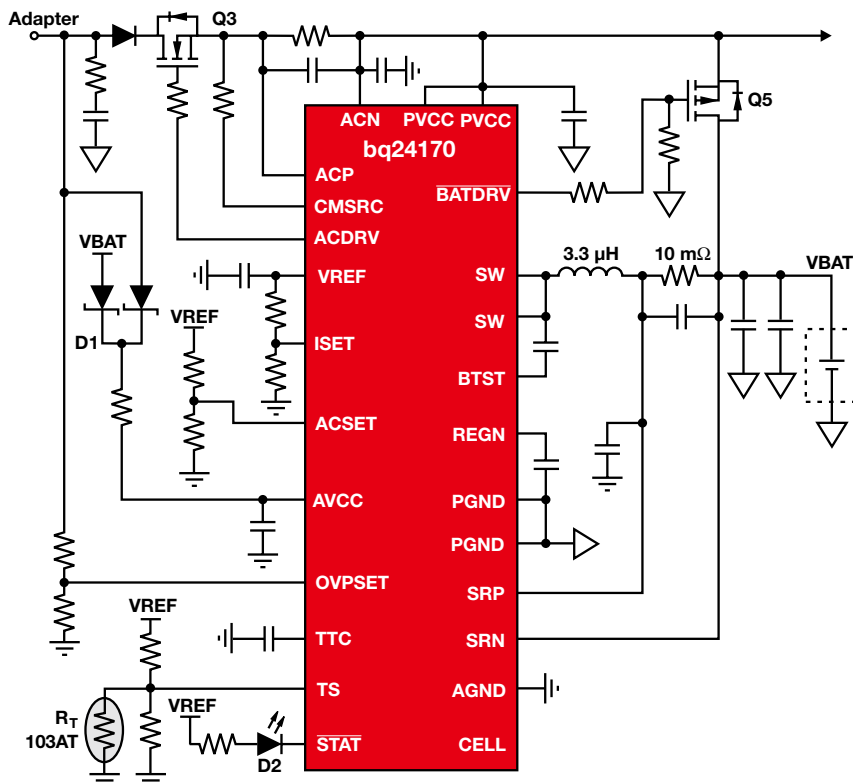 Adapter
Q3
ACN
PVCC PVCC
bq24170
Q5
ACP
BATDRV
CMSRC
ACDRV
VBAT
3.3 µH
10 mΩ
VREF
SW
VBAT
VREF
SW
D1
ISET
BTST
ACSET
REGN
AVCC
PGND
PGND
OVPSET
SRP
VREF
TTC
SRN
TS
AGND
RT
103AT
VREF
STAT
CELL
D2